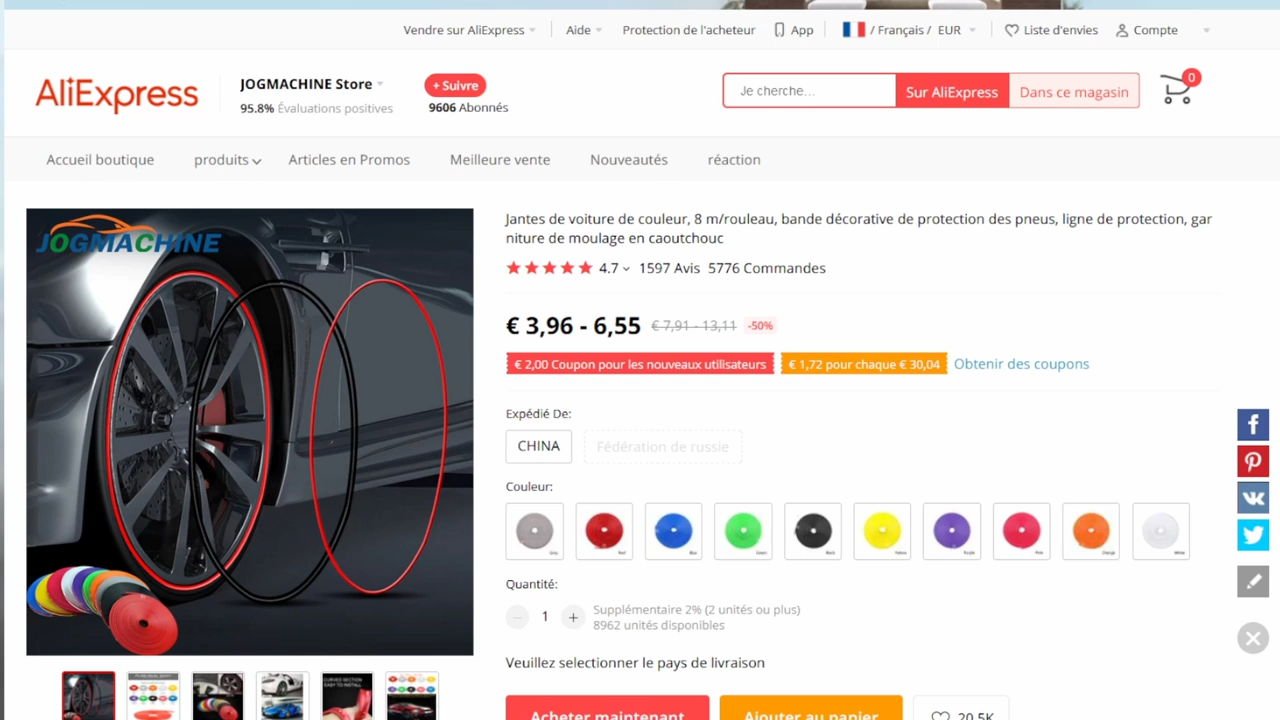 Vendre sur AliExpress
Aide
Protection de l'acheteur
App
/ Français / EUR
Liste d'envies
Compte
AliExpress
JOGMACHINE Store
95.8% Évaluations positives
+ Suivre
9606 Abonnés
Je cherche...
Sur AliExpress
Dans ce magasin
0
Accueil boutique
produits
Articles en Promos
Meilleure vente
Nouveautés
réaction
JOGMACHINE
Jantes de voiture de couleur, 8 m/rouleau, bande décorative de protection des pneus, ligne de protection, gar
niture de moulage en caoutchouc
4.7 1597 Avis 5776 Commandes
€ 3,96 - 6,55 € 7,91 - 13,11 -50%
€ 2,00 Coupon pour les nouveaux utilisateurs
€ 1,72 pour chaque € 30,04
Obtenir des coupons
Expédié De:
CHINA
Fédération de russie
Couleur:
Quantité:
1
Supplémentaire 2% (2 unités ou plus)
8962 unités disponibles
Veuillez selectionner le pays de livraison
CURVED SECTION
EASY TO INSTALL
Acheter maintenant
Ajouter au panier
20.5K